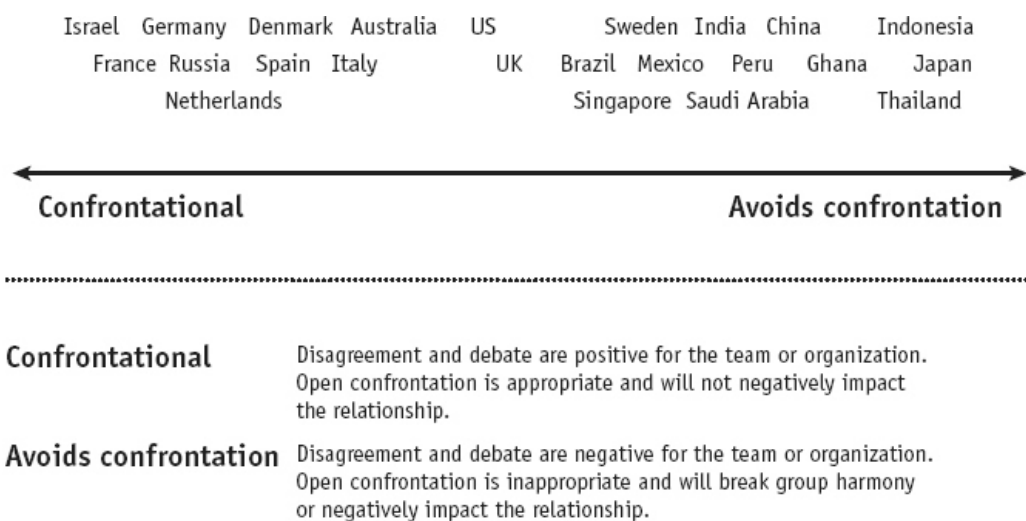 Israel Germany Denmark Australia US Sweden India China Indonesia
France Russia Spain Italy UK Brazil Mexico Peru Ghana Japan
Netherlands Singapore Saudi Arabia Thailand
Confrontational Avoids confrontation
Confrontational Disagreement and debate are positive for the team or organization.
Open confrontation is appropriate and will not negatively impact
the relationship.
Avoids confrontation Disagreement and debate are negative for the team or organization.
Open confrontation is inappropriate and will break group harmony
or negatively impact the relationship.